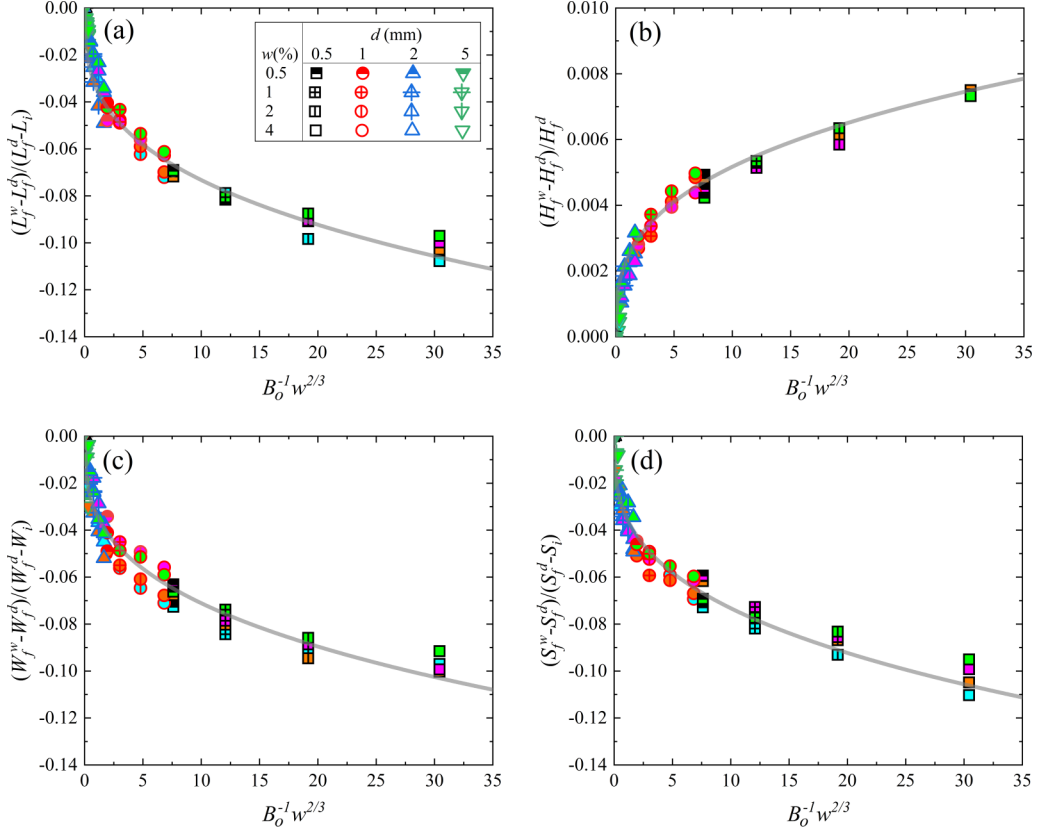 (a)
-0.00
-0.02
-0.04
-0.06
-0.08
-0.10
-0.12
-0.14
0 5 10 15 20 25 30 35
(L_f^w-L_f^d)/(L_f^d-L_i)
B_o^{-1} w^{2/3}
d (mm)
w(%) 0.5 1 2 5
0.5
1
2
4
(b)
0.010
0.008
0.006
0.004
0.002
0.000
0 5 10 15 20 25 30 35
(H_f^w-H_f^d)/H_f^d
B_o^{-1} w^{2/3}
(c)
0.00
-0.02
-0.04
-0.06
-0.08
-0.10
-0.12
-0.14
0 5 10 15 20 25 30 35
(W_f^w-W_f^d)/(W_f^d-W_i)
B_o^{-1} w^{2/3}
(d)
0.00
-0.02
-0.04
-0.06
-0.08
-0.10
-0.12
-0.14
0 5 10 15 20 25 30 35
(S_f^w-S_f^d)/(S_f^d-S_i)
B_o^{-1} w^{2/3}